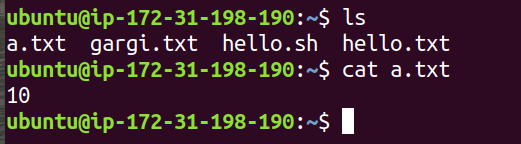 ubuntu@ip-172-31-198-190:~$ ls
a.txt  gargi.txt  hello.sh  hello.txt
ubuntu@ip-172-31-198-190:~$ cat a.txt
10
ubuntu@ip-172-31-198-190:~$